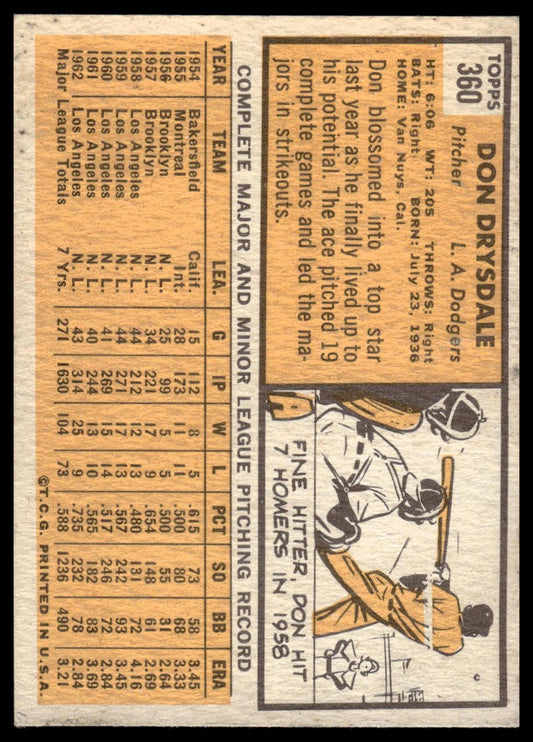 TOPPS
360
DON DRYSDALE
Pitcher L. A. Dodgers
HT: 6:06 WT: 205 THROWS: Right
BATS: Right BORN: July 23, 1936
HOME: Van Nuys, Cal.
Don blossomed into a top star
last year as he finally lived up to
his potential. The ace pitched 19
complete games and led the ma-
jors in strikeouts.
FINE HITTER, DON HIT
7 HOMERS IN 1958
COMPLETE MAJOR AND MINOR LEAGUE PITCHING RECORD
YEAR TEAM LEA. G IP W L PCT SO BB ERA
1954 Bakersfield Calif. 15 112 8 5 .615 73 58 3.45
1955 Montreal Int. 28 173 11 11 .500 80 68 3.33
1956 Brooklyn N. L. 25 99 5 5 .500 55 31 2.64
1957 Brooklyn N. L. 34 221 17 9 .654 148 61 2.69
1958 Los Angeles N. L. 44 212 12 13 .480 131 72 4.16
1959 Los Angeles N. L. 44 271 17 13 .567 242 93 3.45
1960 Los Angeles N. L. 41 269 15 14 .517 246 72 2.84
1961 Los Angeles N. L. 40 244 13 10 .565 182 83 3.69
1962 Los Angeles N. L. 43 314 25 9 .735 232 78 2.84
Major League Totals 7 Yrs. 271 1630 104 73 .588 1236 490 3.21
©T.C.G. PRINTED IN U.S.A.